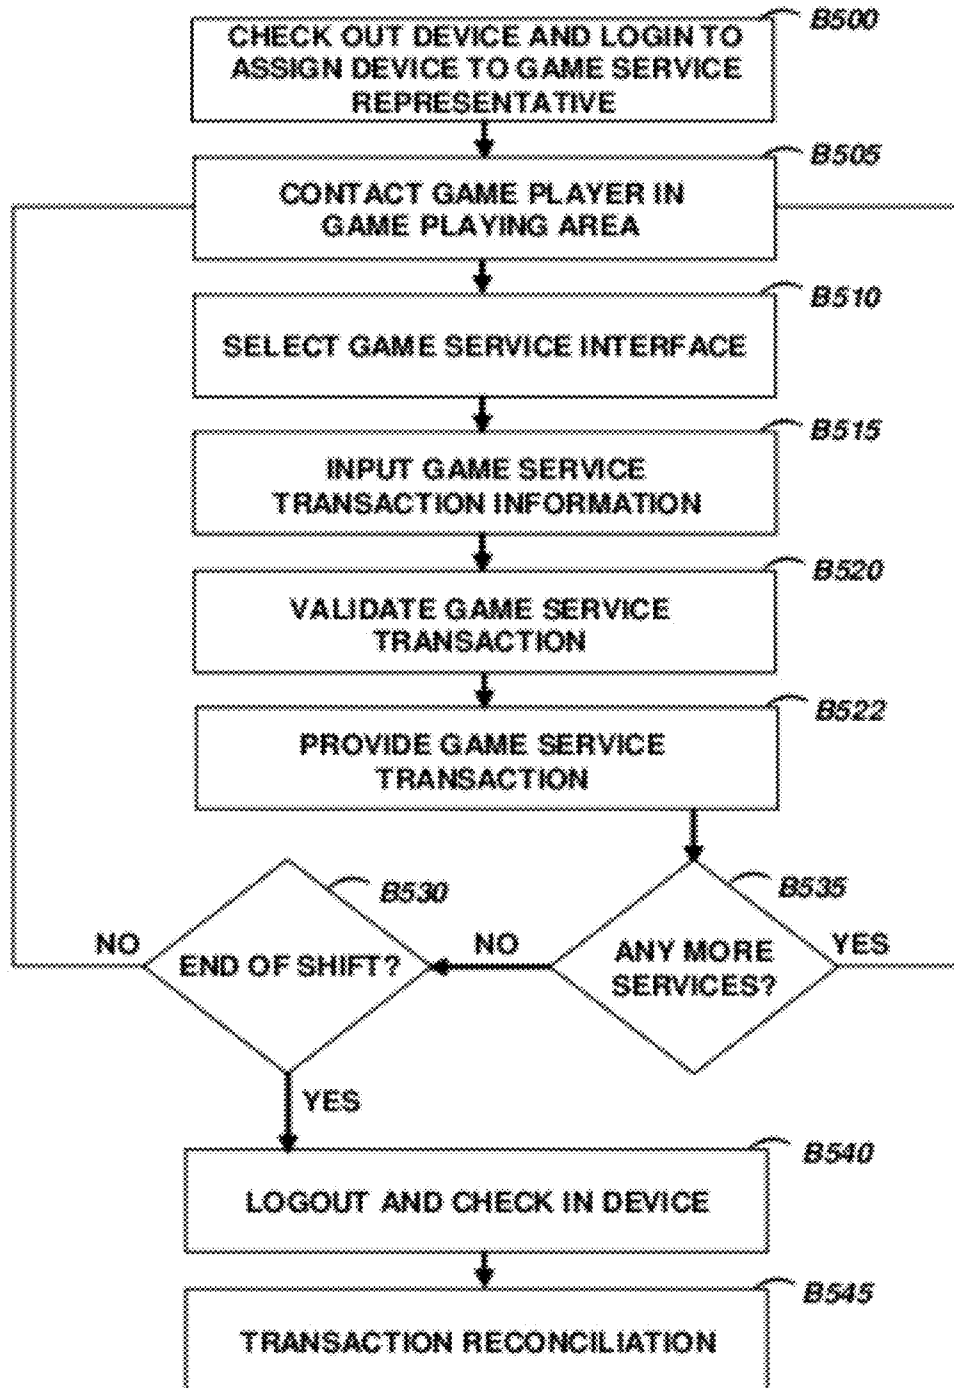 B500
CHECK OUT DEVICE AND LOGIN TO
ASSIGN DEVICE TO GAME SERVICE
REPRESENTATIVE
B505
CONTACT GAME PLAYER IN
GAME PLAYING AREA
B510
SELECT GAME SERVICE INTERFACE
B515
INPUT GAME SERVICE
TRANSACTION INFORMATION
B520
VALIDATE GAME SERVICE
TRANSACTION
B522
PROVIDE GAME SERVICE
TRANSACTION
B530
B535
NO
END OF SHIFT?
NO
ANY MORE
SERVICES?
YES
YES
B540
LOGOUT AND CHECK IN DEVICE
B545
TRANSACTION RECONCILIATION